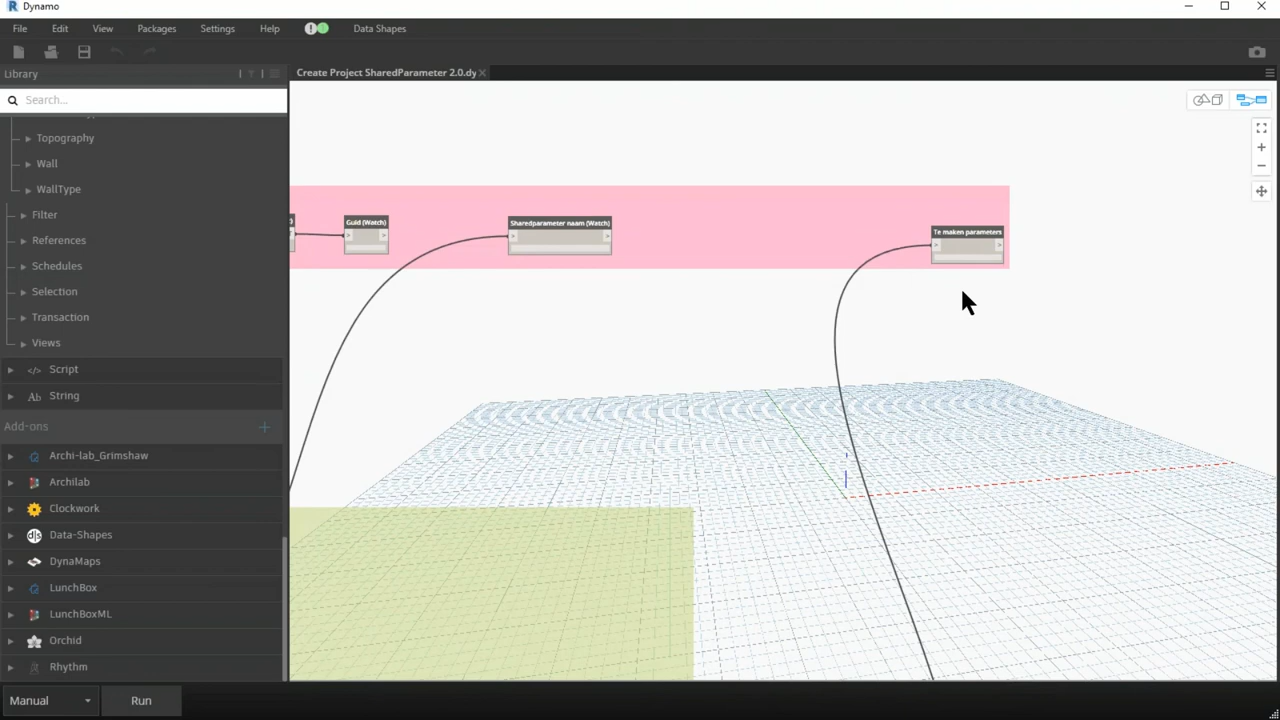 Dynamo
File Edit View Packages Settings Help Data Shapes
Library
Create Project SharedParameter 2.0.dy
Search...
Topography
Wall
WallType
Filter
References
Schedules
Selection
Transaction
Views
Script
Ab String
Add-ons
Archi-lab_Grimshaw
Archilab
Clockwork
Data-Shapes
DynaMaps
LunchBox
LunchBoxML
Orchid
Rhythm
Guid (Watch)
Sharedparameter naam (Watch)
Te maken parameters
Manual
Run